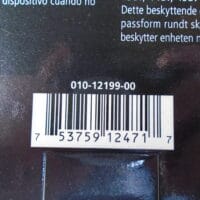 dispositivo cuando no
Dette beskyttende
passform rundt sk
beskytter enheten m
010-12199-00
7 53759 12471 7